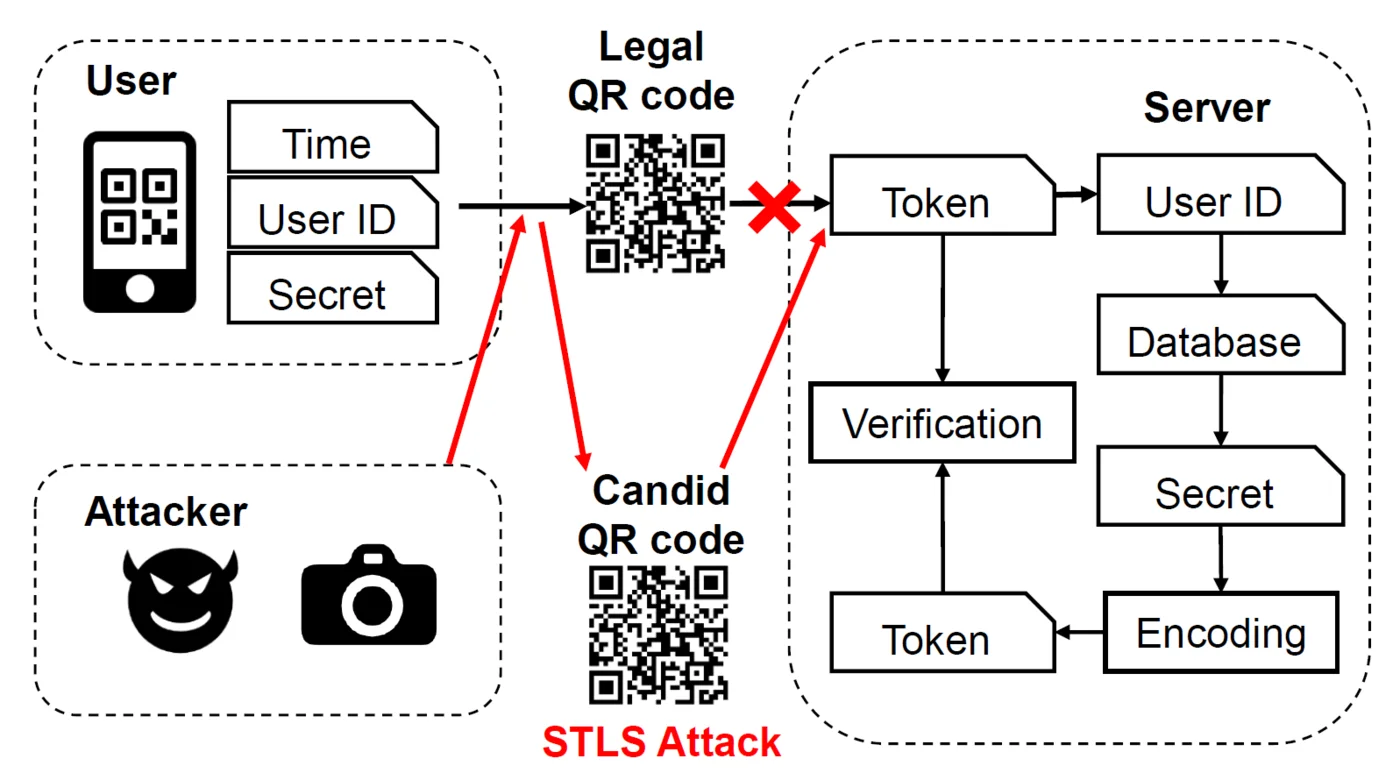 User
Time
User ID
Secret
Legal
QR code
Server
Token
User ID
Database
Verification
Secret
Token
Encoding
Attacker
Candid
QR code
STLS Attack